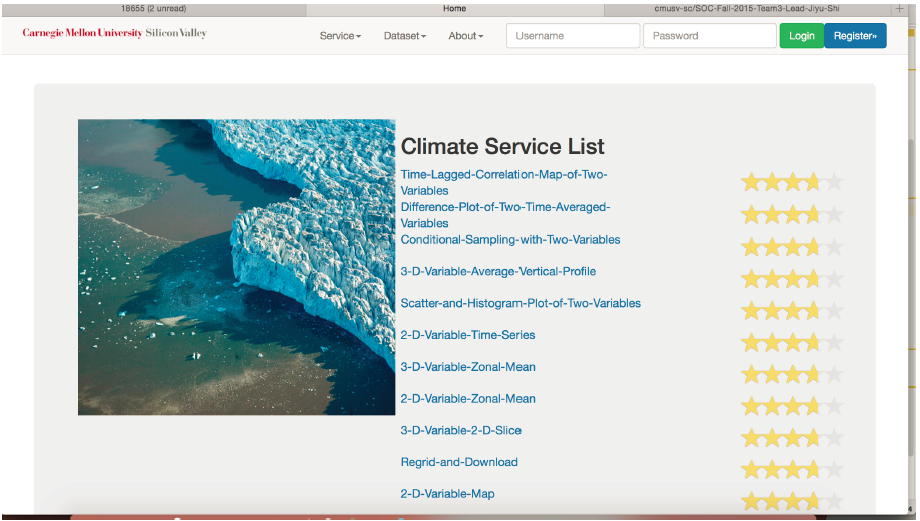 18655 (2 unread) Home cmusv-sc/SOC-Fall-2015-Team3-Lead-Jiyu-Shi +
Carnegie Mellon University Silicon Valley Service Dataset About Username Password Login Register»
Climate Service List
Time-Lagged-Correlation-Map-of-Two-
Variables
Difference-Plot-of-Two-Time-Averaged-
Variables
Conditional-Sampling-with-Two-Variables
3-D-Variable-Average-Vertical-Profile
Scatter-and-Histogram-Plot-of-Two-Variables
2-D-Variable-Time-Series
3-D-Variable-Zonal-Mean
2-D-Variable-Zonal-Mean
3-D-Variable-2-D-Slice
Regrid-and-Download
2-D-Variable-Map